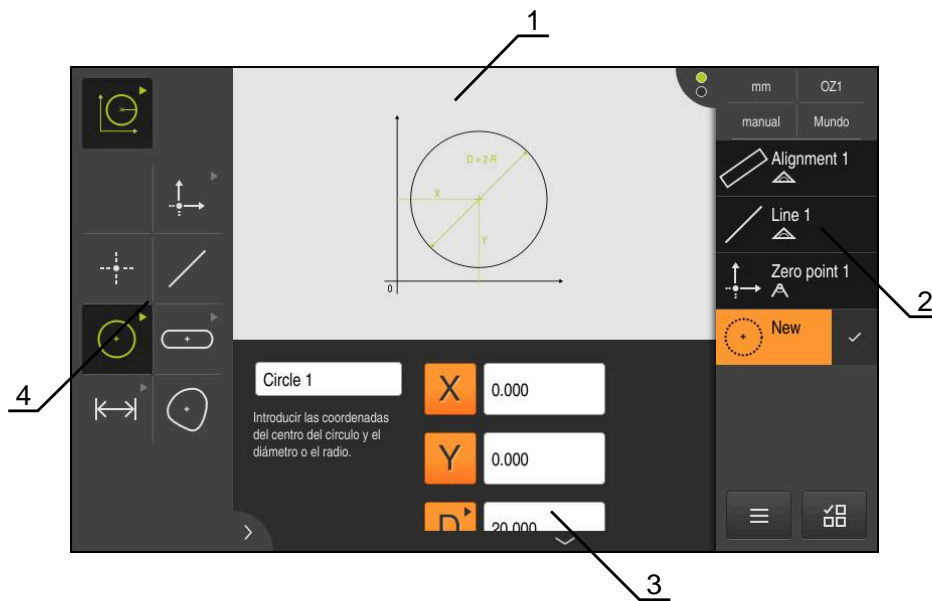 1
mm
OZ1
manual
Mundo
Alignment 1
Line 1
Zero point 1
New
2
D = 2·R
X
Y
0
4
Circle 1
Introducir las coordenadas
del centro del círculo y el
diámetro o el radio.
X
0.000
Y
0.000
D
20.000
3